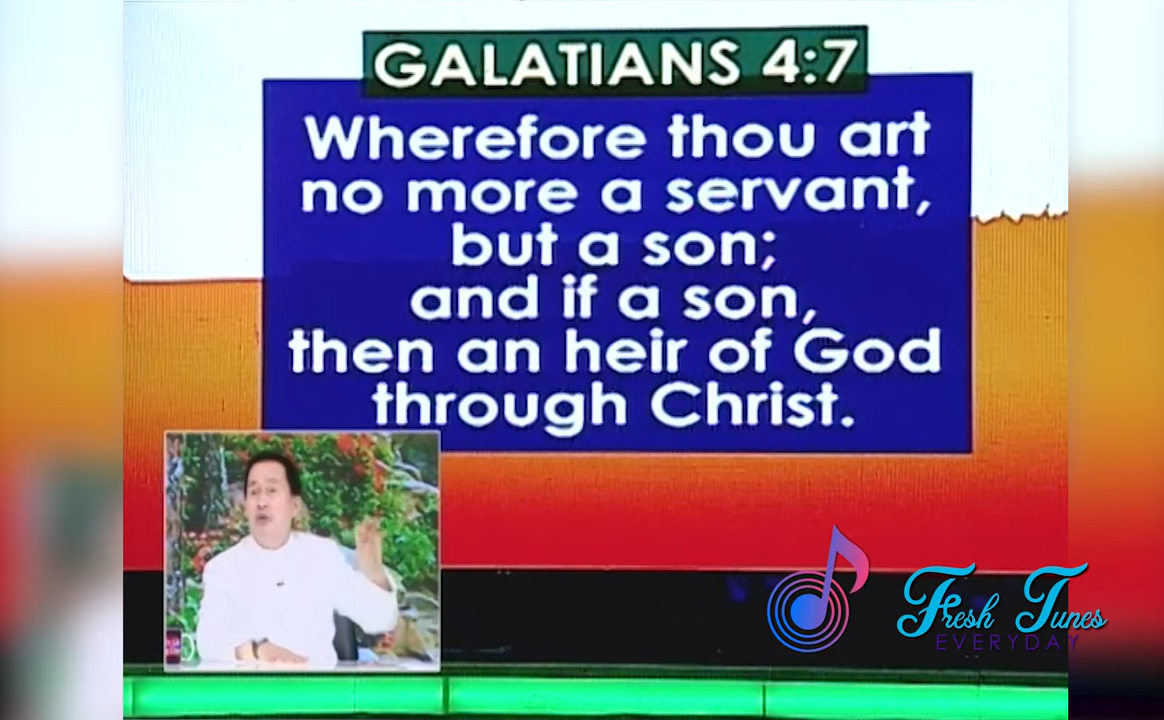 GALATIANS 4:7
Wherefore thou art
no more a servant,
but a son;
and if a son,
then an heir of God
through Christ.
Fresh Tunes
EVERYDAY